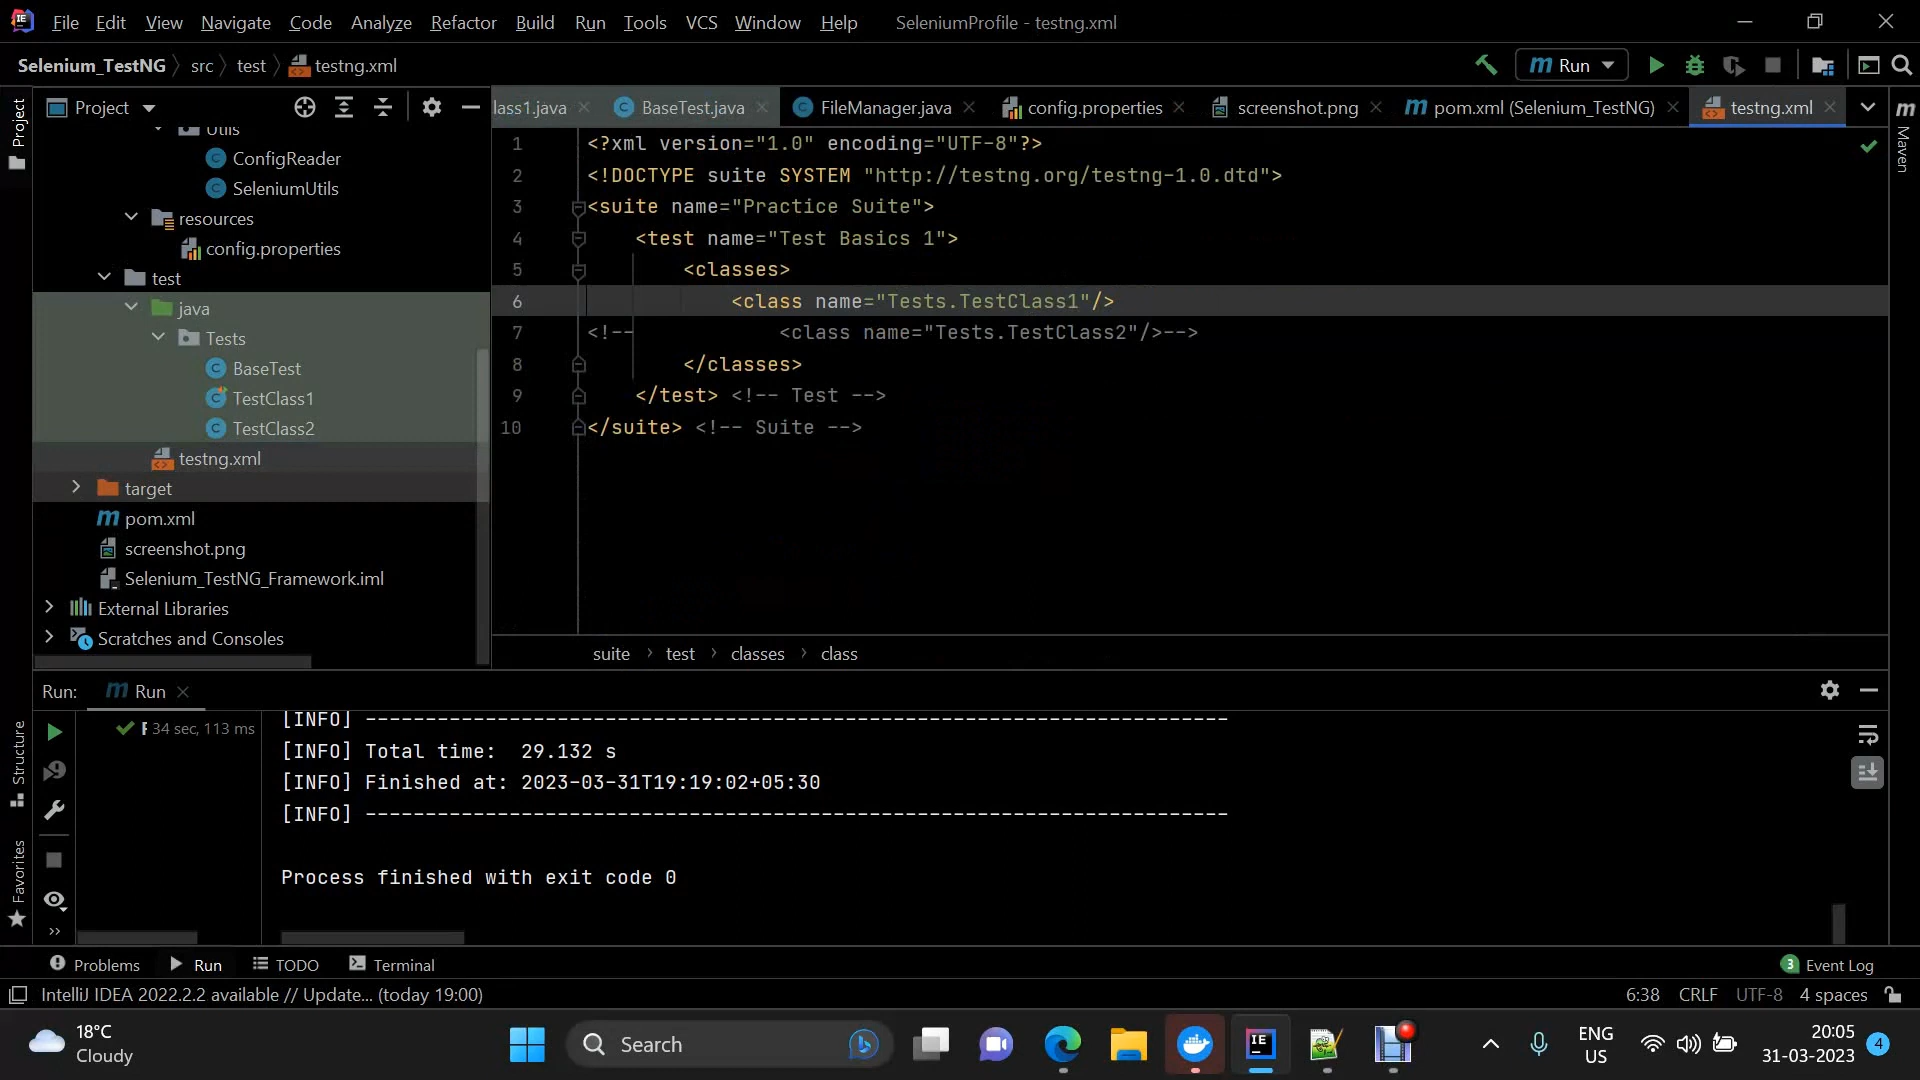 File Edit View Navigate Code Analyze Refactor Build Run Tools VCS Window Help SeleniumProfile - testng.xml
Selenium_TestNG src test testng.xml
Run
Project
lass1.java BaseTest.java FileManager.java config.properties screenshot.png pom.xml (Selenium_TestNG) testng.xml
Project
Maven
Utils
ConfigReader
SeleniumUtils
resources
config.properties
test
java
Tests
BaseTest
TestClass1
TestClass2
testng.xml
target
pom.xml
screenshot.png
Selenium_TestNG_Framework.iml
External Libraries
Scratches and Consoles
1 <?xml version="1.0" encoding="UTF-8"?>
2 <!DOCTYPE suite SYSTEM "http://testng.org/testng-1.0.dtd">
3 <suite name="Practice Suite">
4 <test name="Test Basics 1">
5 <classes>
6 <class name="Tests.TestClass1"/>
7 <!-- <class name="Tests.TestClass2"/>-->
8 </classes>
9 </test> <!-- Test -->
10 </suite> <!-- Suite -->
suite test classes class
Run: Run
34 sec, 113 ms
[INFO] ------------------------------------------------------------------------
[INFO] Total time:  29.132 s
[INFO] Finished at: 2023-03-31T19:19:02+05:30
[INFO] ------------------------------------------------------------------------
Process finished with exit code 0
Structure
Favorites
Problems Run TODO Terminal
3 Event Log
IntelliJ IDEA 2022.2.2 available // Update... (today 19:00)
6:38 CRLF UTF-8 4 spaces
18°C
Cloudy
Search
IE
ENG
US
20:05
31-03-2023
4